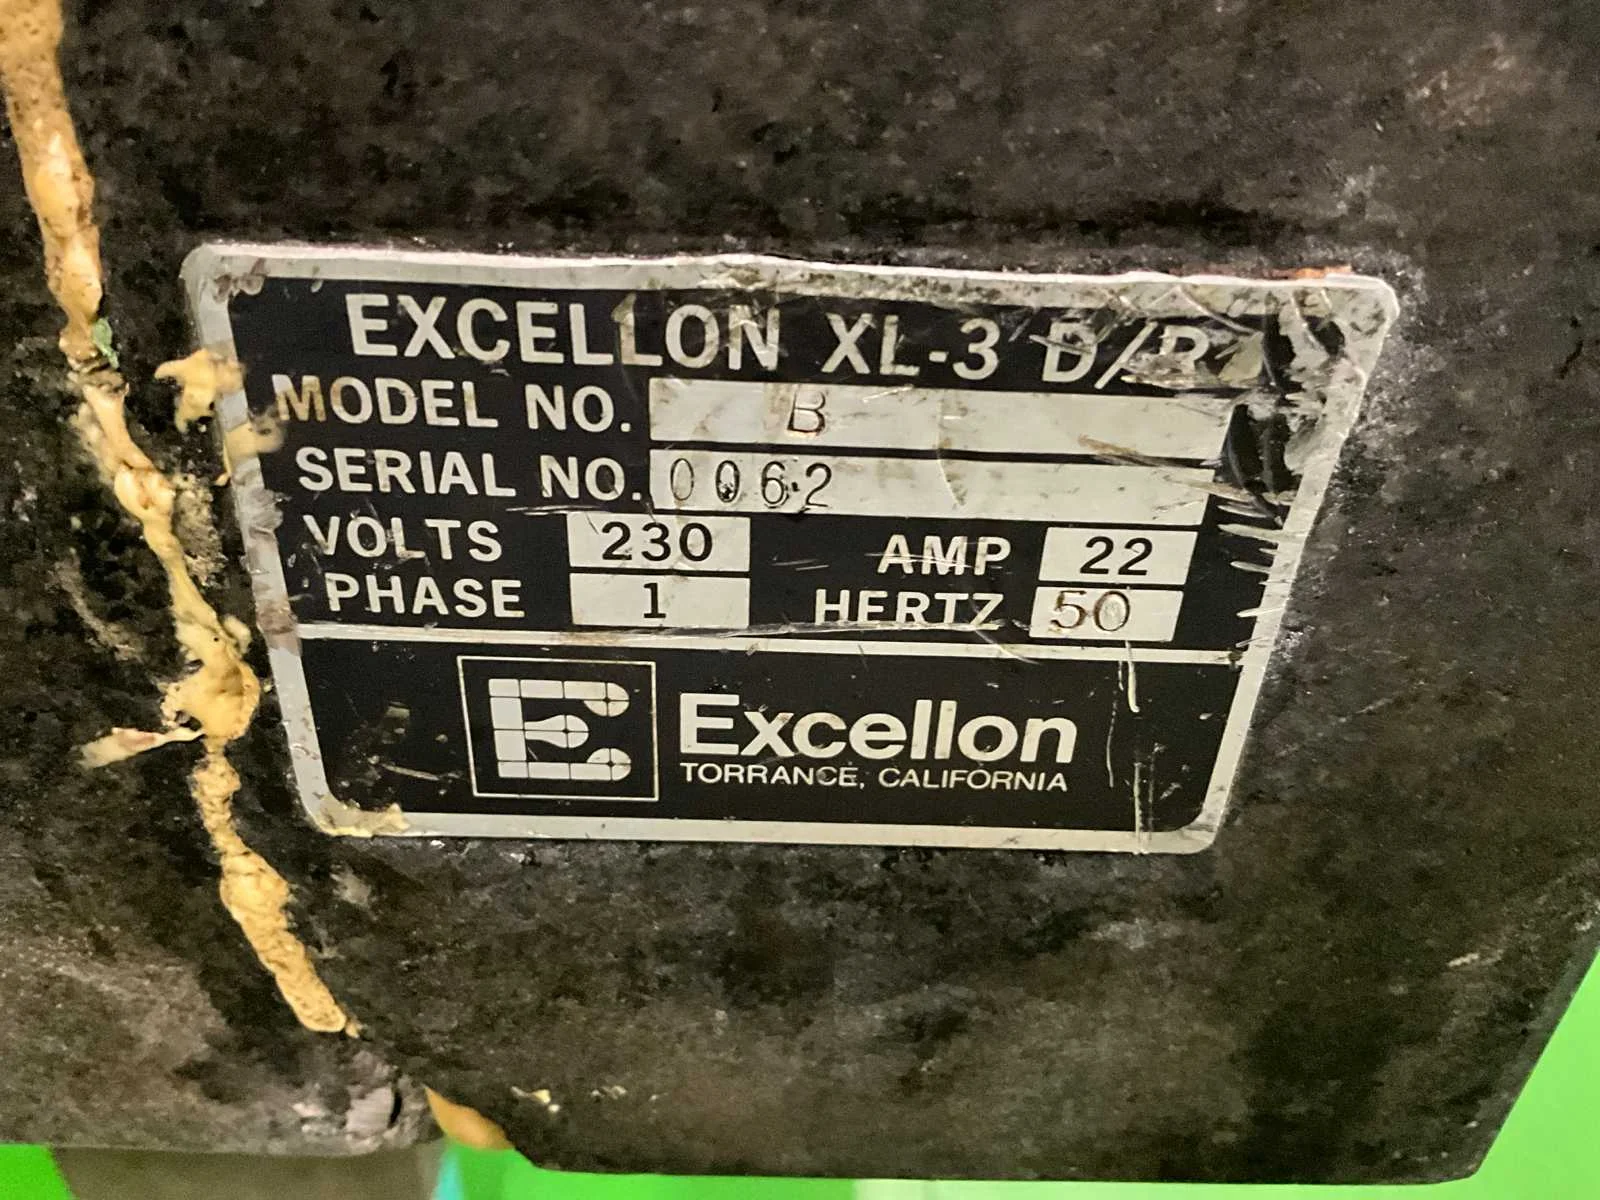 EXCELLON XL-3 D/R
MODEL NO. B
SERIAL NO. 0062
VOLTS 230 AMP 22
PHASE 1 HERTZ 50
E Excellon
TORRANCE, CALIFORNIA